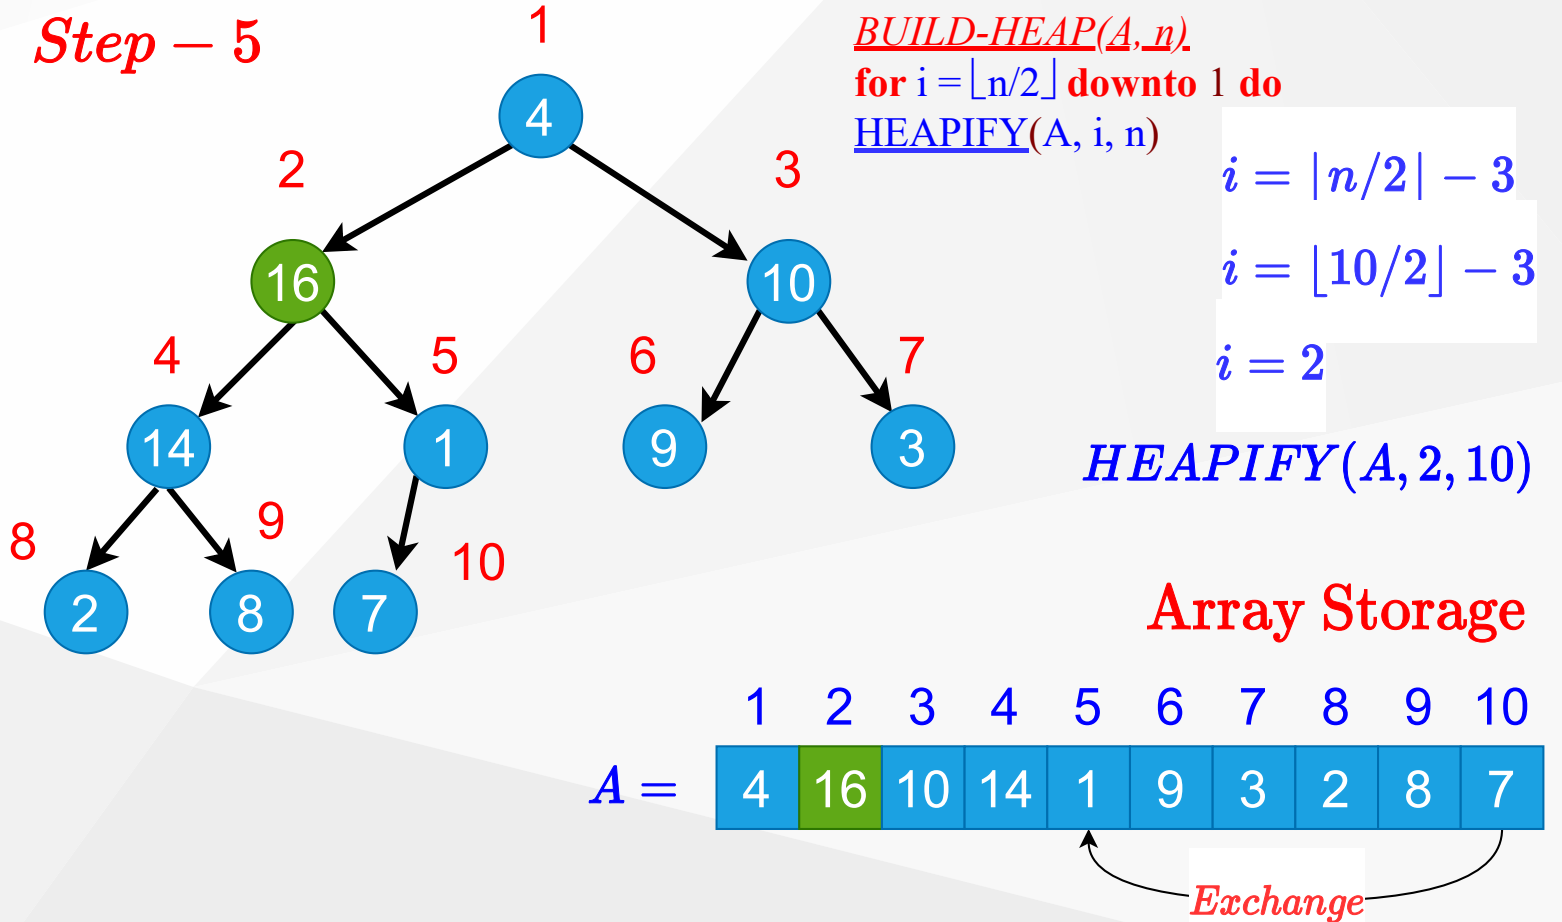 Step – 5
1
BUILD-HEAP(A, n)
for i = ⌊n/2⌋ downto 1 do
HEAPIFY(A, i, n)
4
2
3
i = |n/2| − 3
16
10
i = ⌊10/2⌋ − 3
4
5
6
7
i = 2
14
1
9
3
HEAPIFY(A, 2, 10)
8
9
10
2
8
7
Array Storage
1 2 3 4 5 6 7 8 9 10
A = 4 16 10 14 1 9 3 2 8 7
Exchange